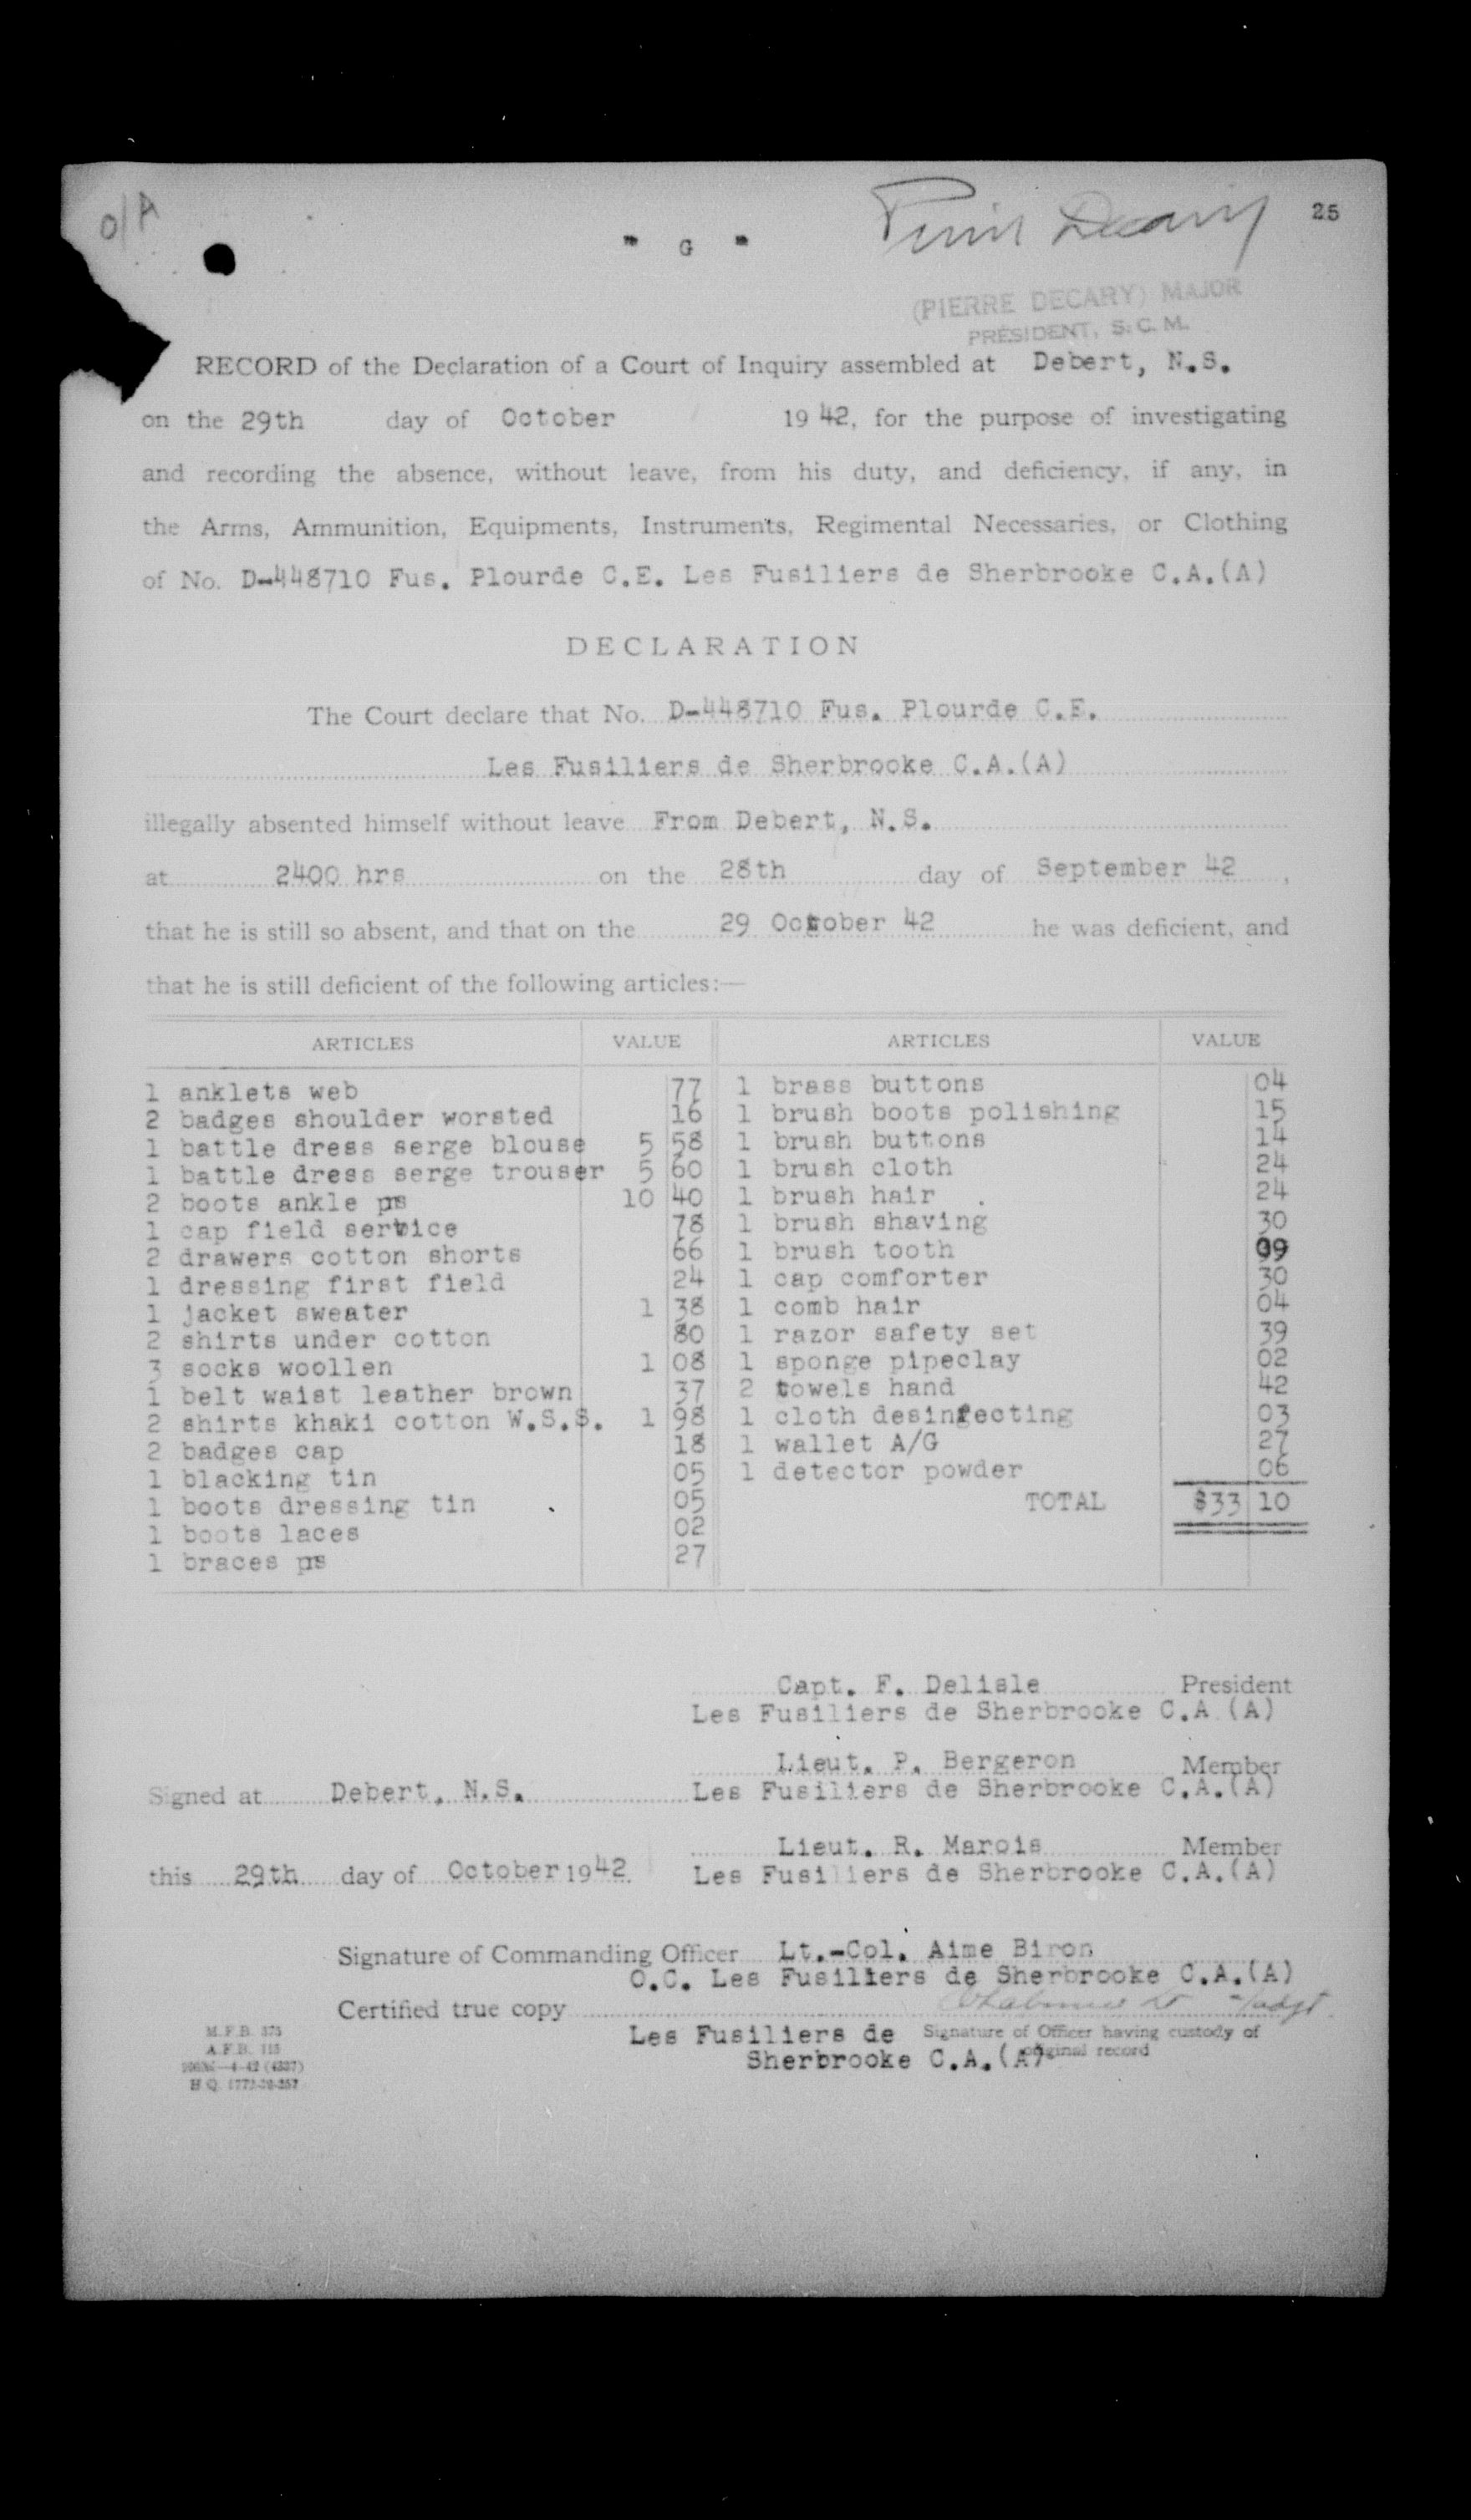 O/A
" G "
25
(PIERRE DECARY) MAJOR
PRESIDENT, S. C. M.
RECORD of the Declaration of a Court of Inquiry assembled at Debert, N.S.
on the 29th day of October 19 42, for the purpose of investigating
and recording the absence, without leave, from his duty, and deficiency, if any, in
the Arms, Ammunition, Equipments, Instruments, Regimental Necessaries, or Clothing
of No. D-448710 Fus. Plourde C.E. Les Fusiliers de Sherbrooke C.A.(A)
DECLARATION
The Court declare that No. D-448710 Fus. Plourde C.E.
Les Fusiliers de Sherbrooke C.A.(A)
illegally absented himself without leave From Debert, N.S.
at 2400 hrs on the 28th day of September 42 ,
that he is still so absent, and that on the 29 October 42 he was deficient, and
that he is still deficient of the following articles:—
ARTICLES VALUE ARTICLES VALUE
1 anklets web 77 1 brass buttons 04
2 badges shoulder worsted 16 1 brush boots polishing 15
1 battle dress serge blouse 5 58 1 brush buttons 14
1 battle dress serge trouser 5 60 1 brush cloth 24
2 boots ankle prs 10 40 1 brush hair 24
1 cap field service 78 1 brush shaving 30
2 drawers cotton shorts 66 1 brush tooth 09
1 dressing first field 24 1 cap comforter 30
1 jacket sweater 1 38 1 comb hair 04
2 shirts under cotton 80 1 razor safety set 39
3 socks woollen 1 08 1 sponge pipeclay 02
1 belt waist leather brown 37 2 towels hand 42
2 shirts khaki cotton W.S.S. 1 98 1 cloth desinfecting 03
2 badges cap 18 1 wallet A/G 27
1 blacking tin 05 1 detector powder 06
1 boots dressing tin 05 TOTAL $33 10
1 boots laces 02
1 braces prs 27
Capt. F. Delisle President
Les Fusiliers de Sherbrooke C.A.(A)
Lieut. P. Bergeron Member
Signed at Debert, N.S. Les Fusiliers de Sherbrooke C.A.(A)
Lieut. R. Marois Member
this 29th day of October 1942. Les Fusiliers de Sherbrooke C.A.(A)
Signature of Commanding Officer Lt.-Col. Aime Biron
O.C. Les Fusiliers de Sherbrooke C.A.(A)
Certified true copy
Les Fusiliers de Signature of Officer having custody of
Sherbrooke C.A.(A) original record
M.F.B. 375
A.F.B. 115
H.Q. 1772-39-257